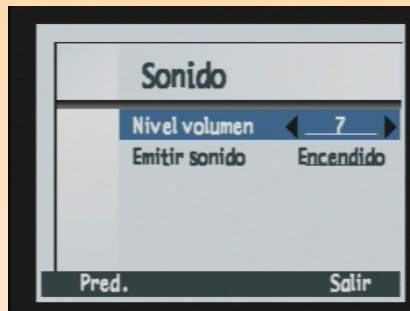 Sonido
Nivel volumen 7
Emitir sonido Encendido
Pred. Salir